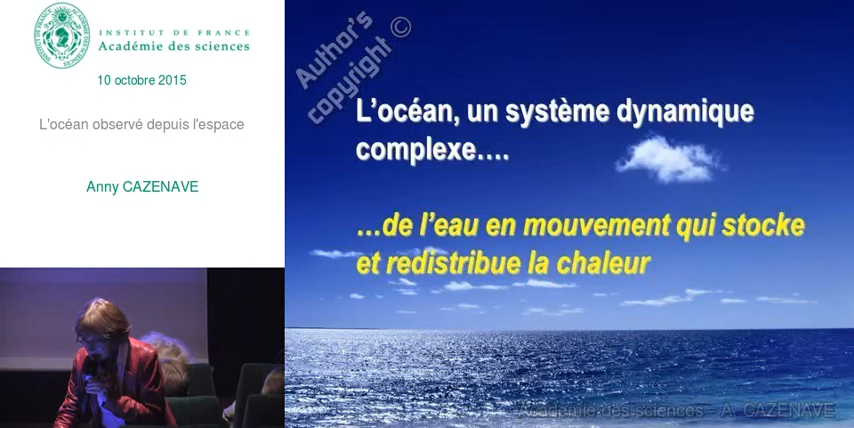 INSTITUT DE FRANCE
Académie des sciences
10 octobre 2015
L'océan observé depuis l'espace
Anny CAZENAVE
Author's
copyright ©
L'océan, un système dynamique
complexe....
...de l'eau en mouvement qui stocke
et redistribue la chaleur
Académie des sciences - A. CAZENAVE